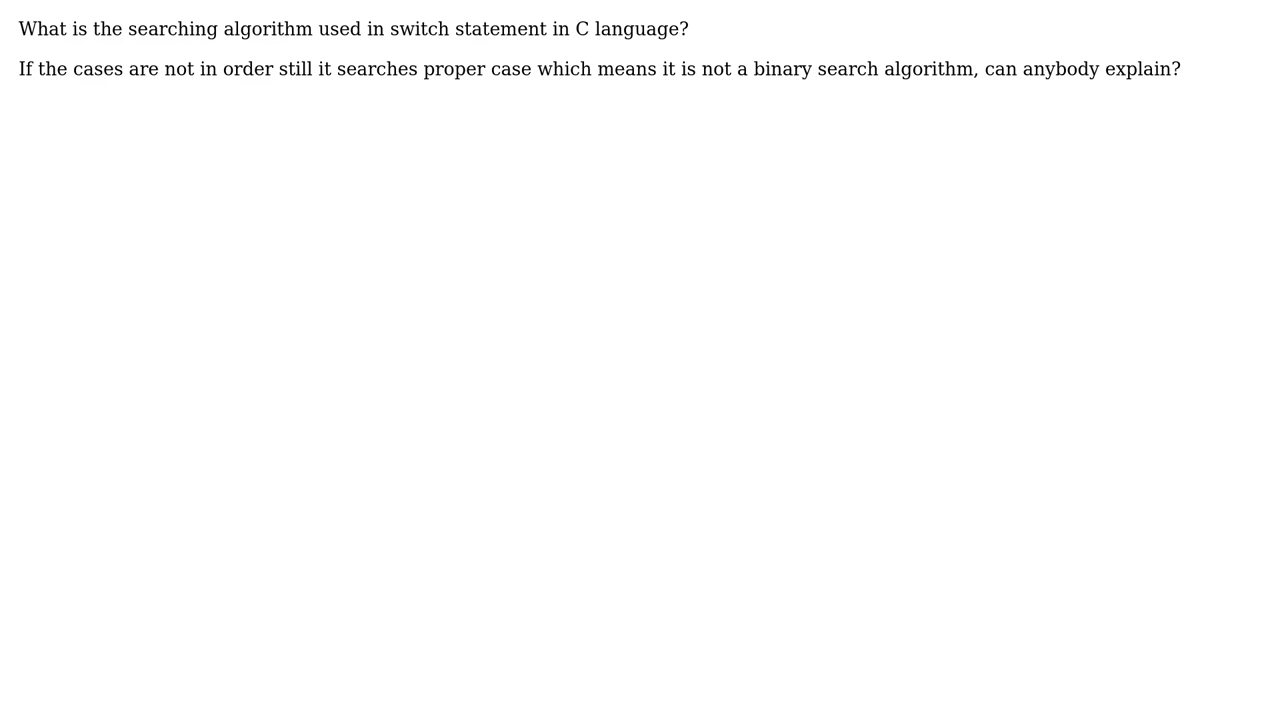 What is the searching algorithm used in switch statement in C language?
If the cases are not in order still it searches proper case which means it is not a binary search algorithm, can anybody explain?